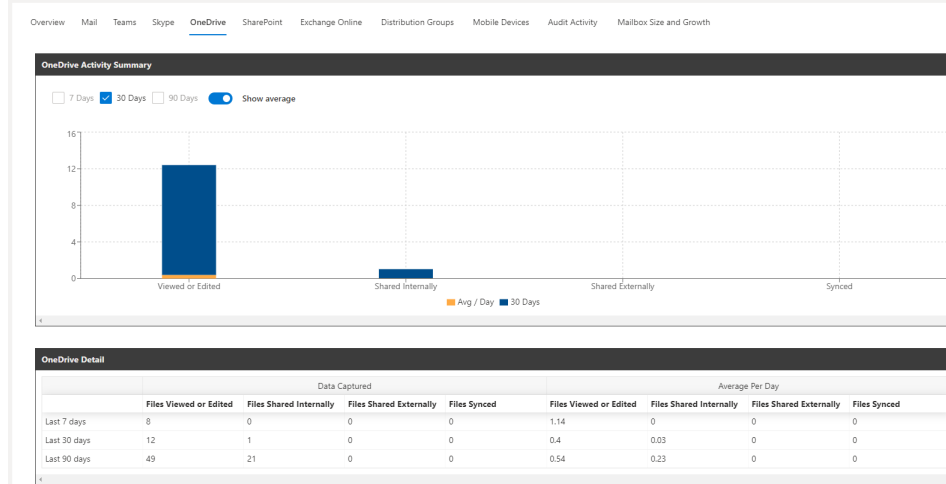 Overview Mail Teams Skype OneDrive SharePoint Exchange Online Distribution Groups Mobile Devices Audit Activity Mailbox Size and Growth
OneDrive Activity Summary
7 Days 30 Days 90 Days Show average
16
12
8
4
0
Viewed or Edited Shared Internally Shared Externally Synced
Avg / Day 30 Days
OneDrive Detail
Data Captured Average Per Day
Files Viewed or Edited Files Shared Internally Files Shared Externally Files Synced Files Viewed or Edited Files Shared Internally Files Shared Externally Files Synced
Last 7 days 8 0 0 0 1.14 0 0 0
Last 30 days 12 1 0 0 0.4 0.03 0 0
Last 90 days 49 21 0 0 0.54 0.23 0 0